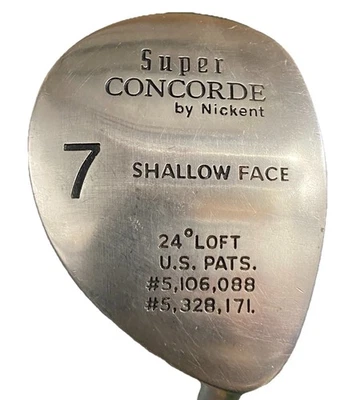 Super
CONCORDE
by Nickent
7 SHALLOW FACE
24° LOFT
U.S. PATS.
#5,106,088
#5,328,171.